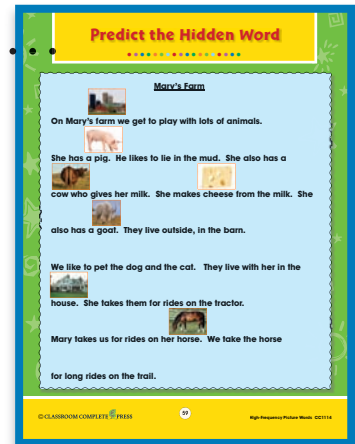 Predict the Hidden Word
Mary's Farm
On Mary's farm we get to play with lots of animals.
She has a pig. He likes to lie in the mud. She also has a
cow who gives her milk. She makes cheese from the milk. She
also has a goat. They live outside, in the barn.
We like to pet the dog and the cat. They live with her in the
house. She takes them for rides on the tractor.
Mary takes us for rides on her horse. We take the horse
for long rides on the trail.
© CLASSROOM COMPLETE PRESS
59
High-Frequency Picture Words CC1114